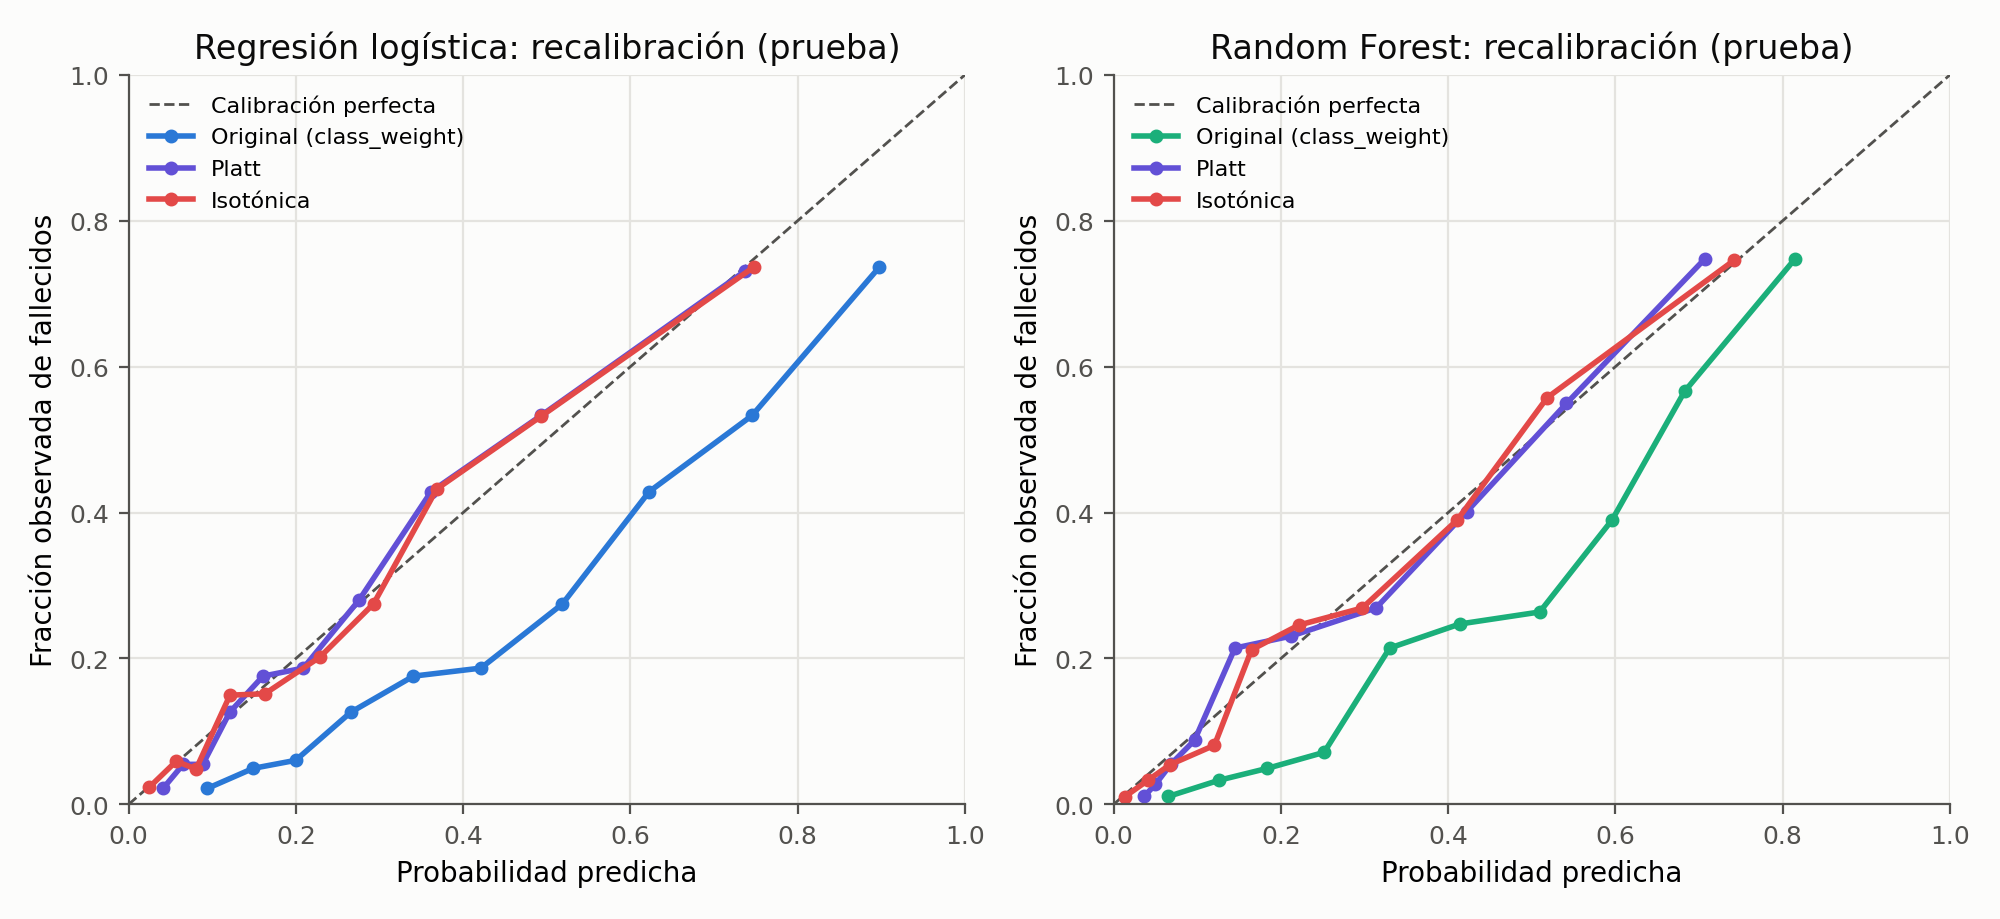 Regresión logística: recalibración (prueba)
Calibración perfecta
Original (class_weight)
Platt
Isotónica
Fracción observada de fallecidos
1.0
0.8
0.6
0.4
0.2
0.0
0.0 0.2 0.4 0.6 0.8 1.0
Probabilidad predicha
Random Forest: recalibración (prueba)
Calibración perfecta
Original (class_weight)
Platt
Isotónica
Fracción observada de fallecidos
1.0
0.8
0.6
0.4
0.2
0.0
0.0 0.2 0.4 0.6 0.8 1.0
Probabilidad predicha